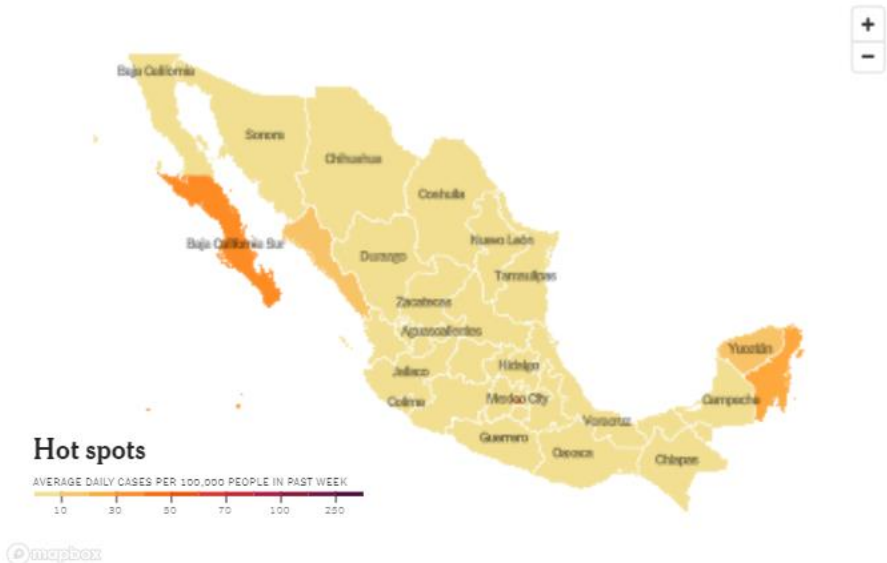 +
−
Baja California
Sonora
Chihuahua
Coahuila
Baja California Sur
Nuevo León
Durango
Tamaulipas
Zacatecas
Aguascalientes
Yucatán
Hidalgo
Jalisco
Mexico City
Campeche
Colima
Veracruz
Guerrero
Oaxaca
Chiapas
Hot spots
AVERAGE DAILY CASES PER 100,000 PEOPLE IN PAST WEEK
10 30 50 70 100 250
mapbox